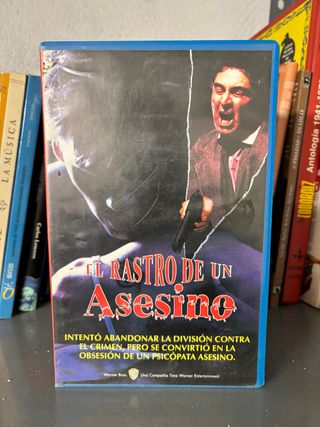 EL RASTRO DE UN
Asesino
INTENTÓ ABANDONAR LA DIVISIÓN CONTRA
EL CRIMEN, PERO SE CONVIRTIÓ EN LA
OBSESIÓN DE UN PSICÓPATA ASESINO.
Warner Bros. Una Compañía Time Warner Entertainment
LA MÚSICA
Antología 1941-19